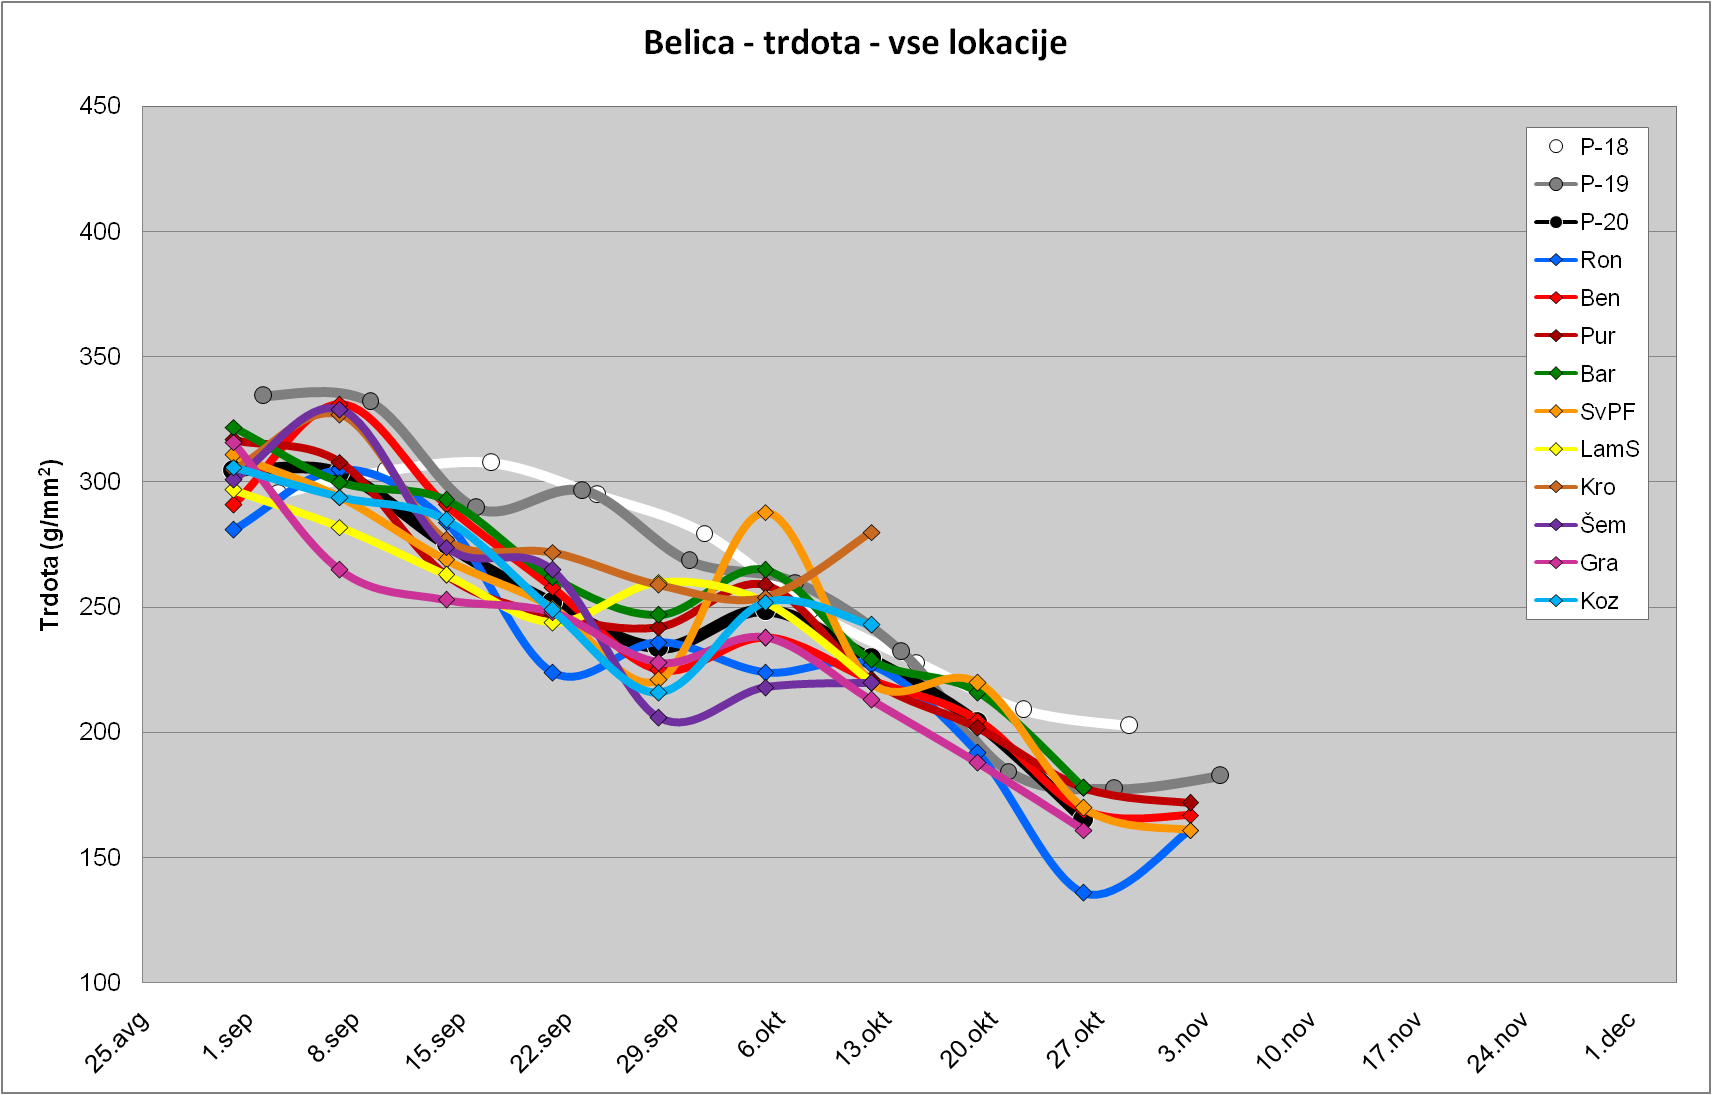 Belica - trdota - vse lokacije
Trdota (g/mm²)
450
400
350
300
250
200
150
100
25.avg
1.sep
8.sep
15.sep
22.sep
29.sep
6.okt
13.okt
20.okt
27.okt
3.nov
10.nov
17.nov
24.nov
1.dec
P-18
P-19
P-20
Ron
Ben
Pur
Bar
SvPF
LamS
Kro
Šem
Gra
Koz